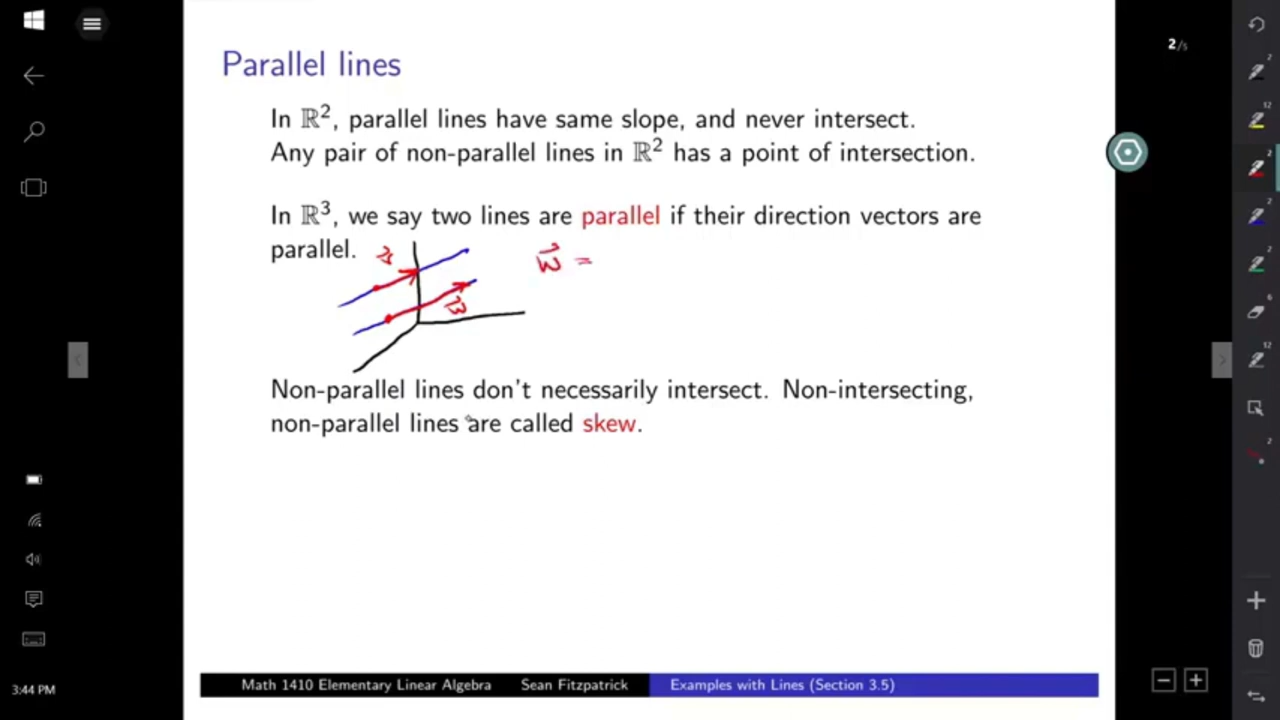 2/5
Parallel lines
In ℝ², parallel lines have same slope, and never intersect.
Any pair of non-parallel lines in ℝ² has a point of intersection.
In ℝ³, we say two lines are parallel if their direction vectors are
parallel.
w⃗ =
Non-parallel lines don't necessarily intersect. Non-intersecting,
non-parallel lines are called skew.
Math 1410 Elementary Linear Algebra Sean Fitzpatrick Examples with Lines (Section 3.5)
3:44 PM